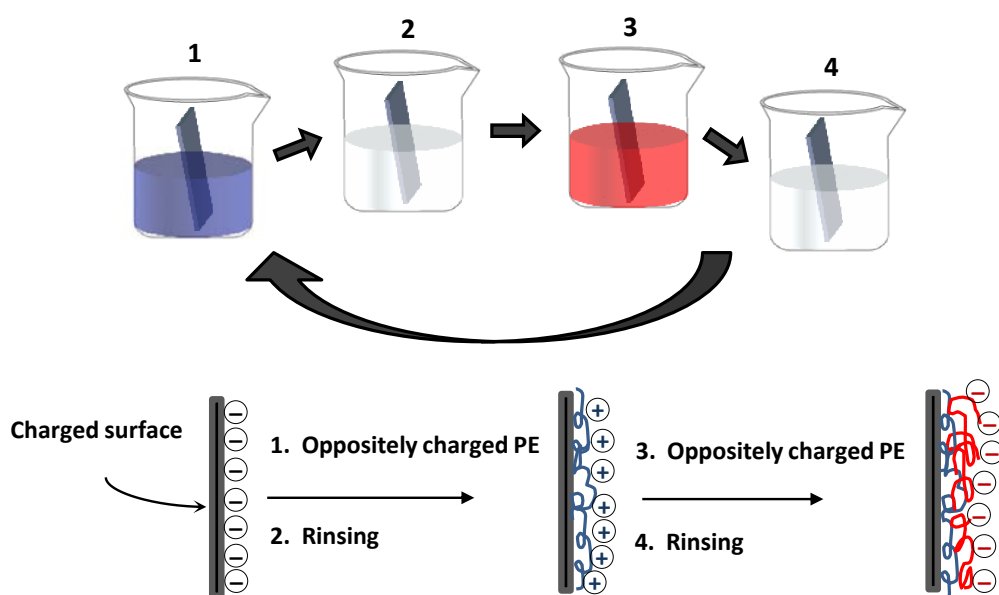 1
2
3
4
Charged surface
1. Oppositely charged PE
2. Rinsing
3. Oppositely charged PE
4. Rinsing
− − − − − − −
+ + + + + + +
− − − − − − −